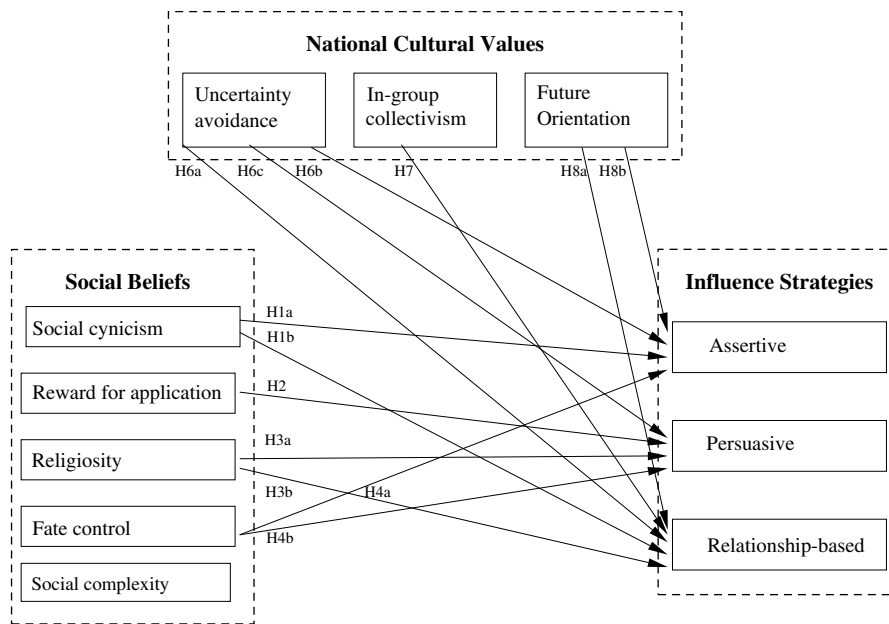 National Cultural Values
Uncertainty
avoidance
In-group
collectivism
Future
Orientation
H6a
H6c
H6b
H7
H8a
H8b
Social Beliefs
Social cynicism
Reward for application
Religiosity
Fate control
Social complexity
H1a
H1b
H2
H3a
H3b
H4a
H4b
Influence Strategies
Assertive
Persuasive
Relationship-based